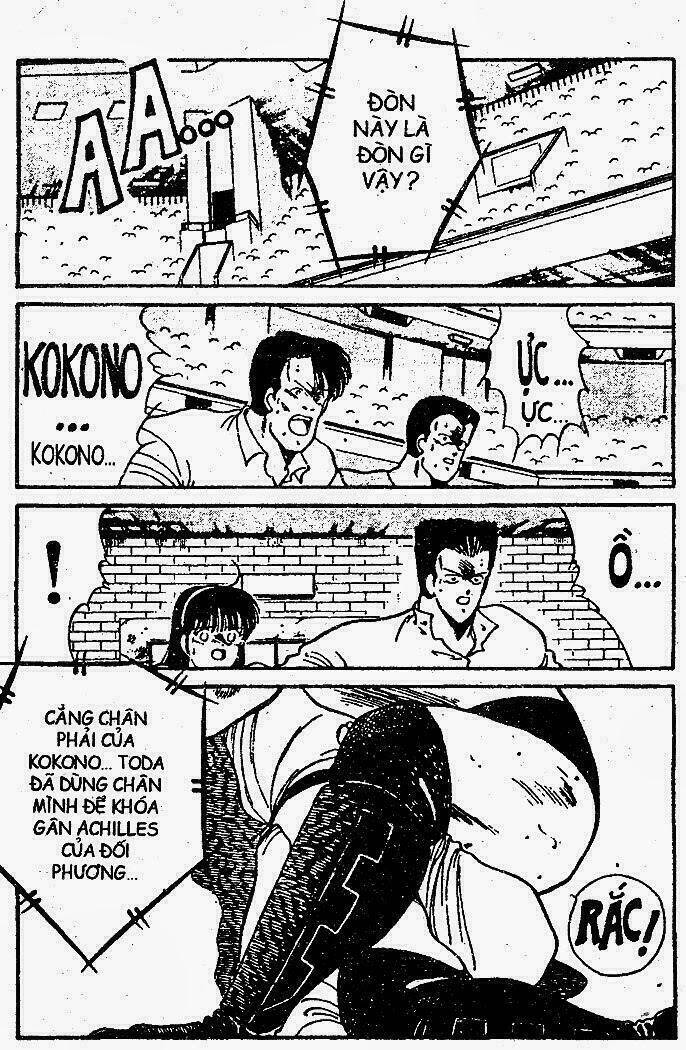 AA...
ĐÒN
NÀY LÀ
ĐÒN GÌ
VẬY?
KOKONO
...
KOKONO...
ỰC...
ỰC...
!
Ồ...
CẲNG CHÂN
PHẢI CỦA
KOKONO... TODA
ĐÃ DÙNG CHÂN
MÌNH ĐỂ KHÓA
GÂN ACHILLES
CỦA ĐỐI
PHƯƠNG...
RẮC!